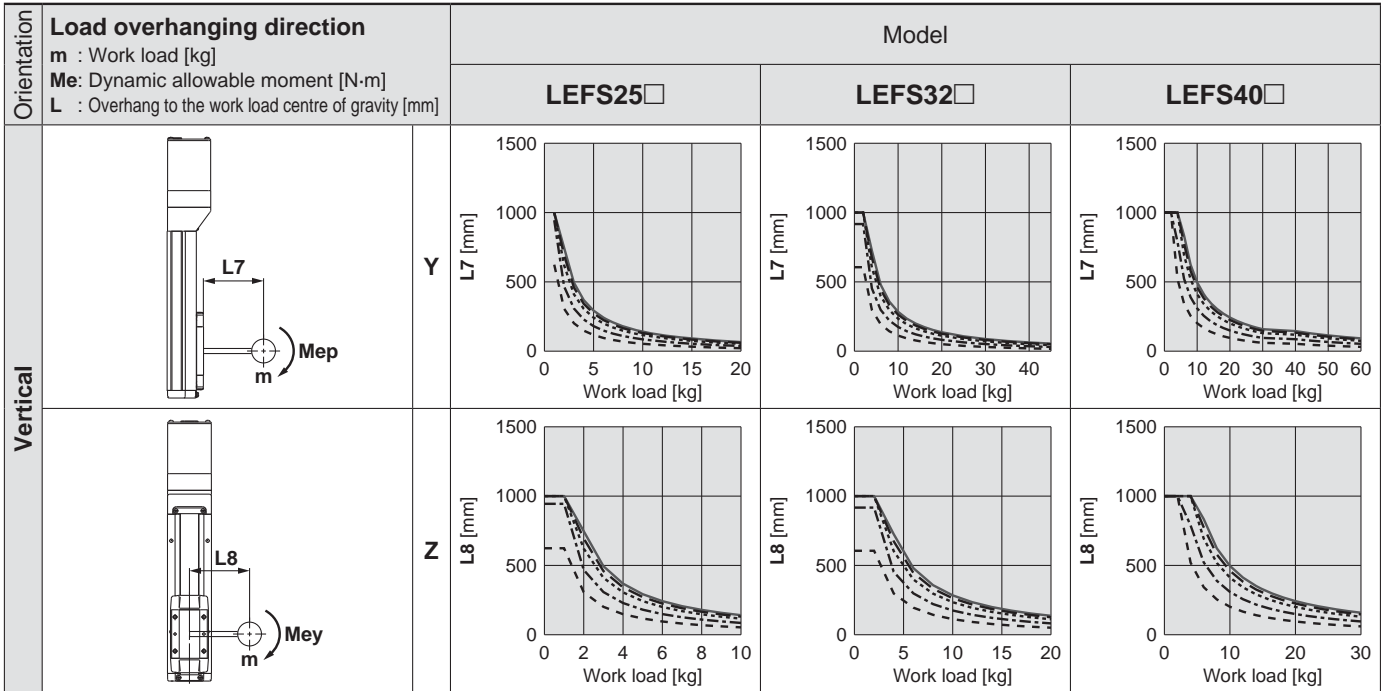 Orientation
Load overhanging direction
m : Work load [kg]
Me: Dynamic allowable moment [N·m]
L : Overhang to the work load centre of gravity [mm]
Model
LEFS25□
LEFS32□
LEFS40□
Vertical
L7
Mep
m
Y
L7 [mm]
1500
1000
500
0
0 5 10 15 20
Work load [kg]
L7 [mm]
1500
1000
500
0
0 10 20 30 40
Work load [kg]
L7 [mm]
1500
1000
500
0
0 10 20 30 40 50 60
Work load [kg]
L8
Mey
m
Z
L8 [mm]
1500
1000
500
0
0 2 4 6 8 10
Work load [kg]
L8 [mm]
1500
1000
500
0
0 5 10 15 20
Work load [kg]
L8 [mm]
1500
1000
500
0
0 10 20 30
Work load [kg]